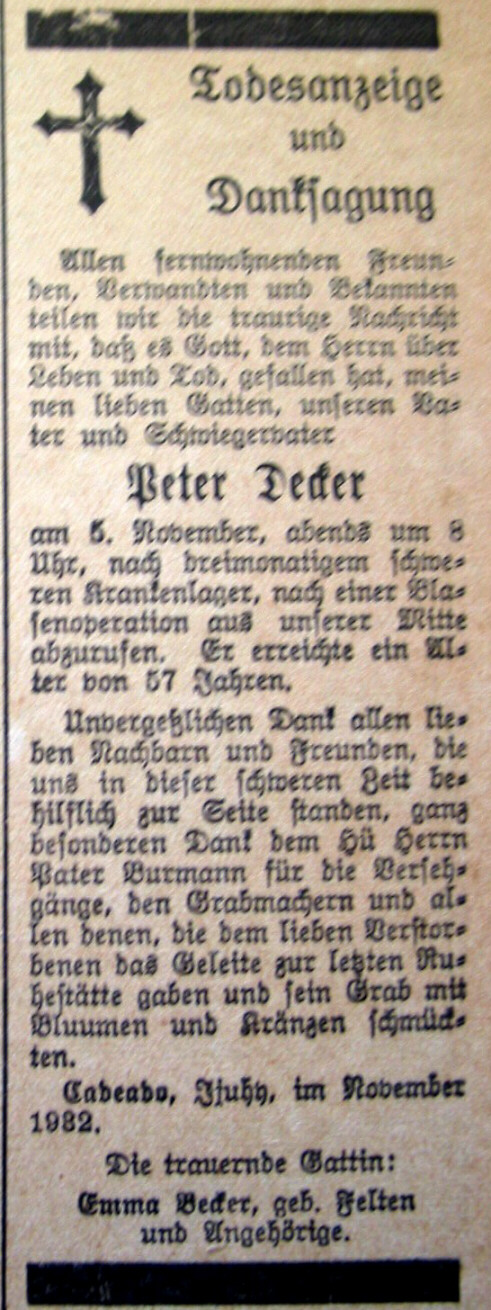 Todesanzeige
und
Danksagung
Allen fernwohnenden Freun-
den, Verwandten und Bekannten
teilen wir die traurige Nachricht
mit, daß es Gott, dem Herrn über
Leben und Tod, gefallen hat, mei-
nen lieben Gatten, unseren Va-
ter und Schwiegervater
Peter Decker
am 5. November, abends um 8
Uhr, nach dreimonatigem schwe-
ren Krankenlager, nach einer Bla-
senoperation aus unserer Mitte
abzurufen. Er erreichte ein Al-
ter von 57 Jahren.
Unvergeßlichen Dank allen lie-
ben Nachbarn und Freunden, die
uns in dieser schweren Zeit be-
hilflich zur Seite standen, ganz
besonderen Dank dem Hü Herrn
Pater Burmann für die Verseh-
gänge, den Grabmachern und al-
len denen, die dem lieben Verstor-
benen das Geleite zur letzten Ru-
hestätte gaben und sein Grab mit
Bluumen und Kränzen schmück-
ten.
Cadeado, Ijuhy, im November
1932.
Die trauernde Gattin:
Emma Becker, geb. Felten
und Angehörige.